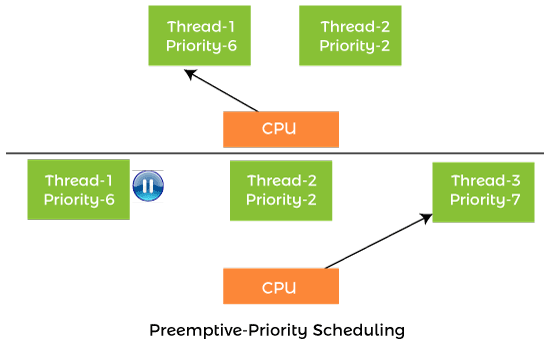 Thread-1
Priority-6
Thread-2
Priority-2
CPU
Thread-1
Priority-6
Thread-2
Priority-2
Thread-3
Priority-7
CPU
Preemptive-Priority Scheduling